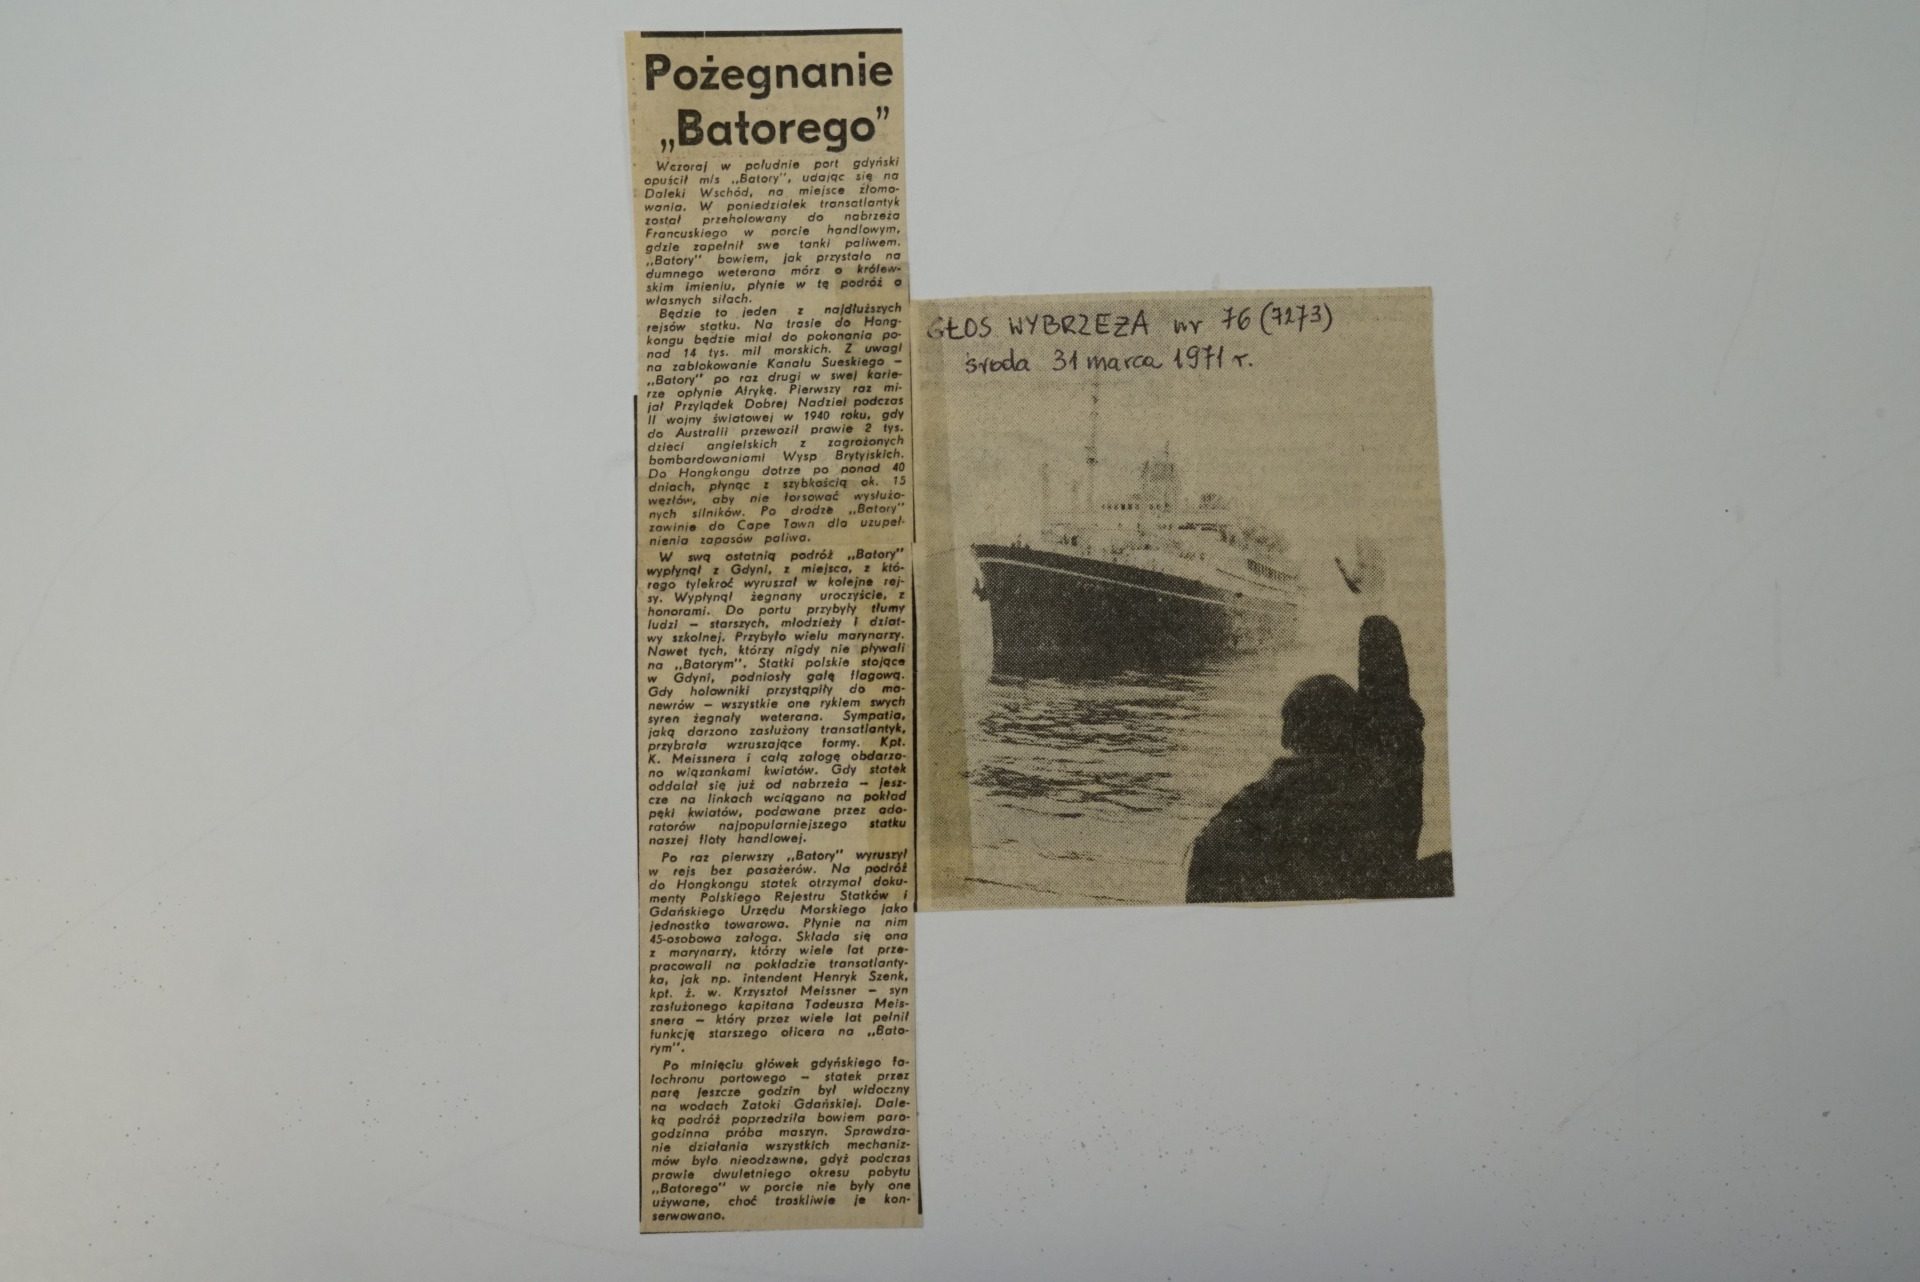 Pożegnanie
„Batorego”
Wczoraj w południe port gdyński
opuścił m/s „Batory”, udając się na
Daleki Wschód, na miejsce złomo-
wania. W poniedziałek transatlantyk
został przeholowany do nabrzeża
Francuskiego w porcie handlowym,
gdzie zapełnił swe tanki paliwem.
„Batory” bowiem, jak przystało na
dumnego weterana mórz o królew-
skim imieniu, płynie w tę podróż o
własnych siłach.
Będzie to jeden z najdłuższych
rejsów statku. Na trasie do Hong-
kongu będzie miał do pokonania po-
nad 14 tys. mil morskich. Z uwagi
na zablokowanie Kanału Sueskiego —
„Batory” po raz drugi w swej karie-
rze opłynie Afrykę. Pierwszy raz mi-
jał Przylądek Dobrej Nadziei podczas
II wojny światowej w 1940 roku, gdy
do Australii przewoził prawie 2 tys.
dzieci angielskich z zagrożonych
bombardowaniami Wysp Brytyjskich.
Do Hongkongu dotrze po ponad 40
dniach, płynąc z szybkością ok. 15
węzłów, aby nie forsować wysłużo-
nych silników. Po drodze „Batory”
zawinie do Cape Town dla uzupeł-
nienia zapasów paliwa.
W swą ostatnią podróż „Batory”
wypłynął z Gdyni, z miejsca, z któ-
rego tylekroć wyruszał w kolejne rej-
sy. Wypłynął żegnany uroczyście, z
honorami. Do portu przybyły tłumy
ludzi — starszych, młodzieży i dziat-
wy szkolnej. Przybyło wielu marynarzy.
Nawet tych, którzy nigdy nie pływali
na „Batorym”. Statki polskie stojące
w Gdyni, podniosły galę flagową.
Gdy holowniki przystąpiły do ma-
newrów — wszystkie one rykiem swych
syren żegnały weterana. Sympatia,
jaką darzono zasłużony transatlantyk,
przybrała wzruszające formy. Kpt.
K. Meissnera i całą załogę obdarzo-
no wiązankami kwiatów. Gdy statek
oddalał się już od nabrzeża — jesz-
cze na linkach wciągano na pokład
pęki kwiatów, podawane przez ado-
ratorów najpopularniejszego statku
naszej floty handlowej.
Po raz pierwszy „Batory” wyruszył
w rejs bez pasażerów. Na podróż
do Hongkongu statek otrzymał doku-
menty Polskiego Rejestru Statków i
Gdańskiego Urzędu Morskiego jako
jednostka towarowa. Płynie na nim
45-osobowa załoga. Składa się ona
z marynarzy, którzy wiele lat prze-
pracowali na pokładzie transatlanty-
ka, jak np. intendent Henryk Szenk,
kpt. ż. w. Krzysztof Meissner — syn
zasłużonego kapitana Tadeusza Meis-
snera — który przez wiele lat pełnił
funkcję starszego oficera na „Bato-
rym”.
Po minięciu główek gdyńskiego fa-
lochronu portowego — statek przez
parę jeszcze godzin był widoczny
na wodach Zatoki Gdańskiej. Dale-
ką podróż poprzedziła bowiem paro-
godzinna próba maszyn. Sprawdza-
nie działania wszystkich mechaniz-
mów było nieodzowne, gdyż podczas
prawie dwuletniego okresu pobytu
„Batorego” w porcie nie były one
używane, choć troskliwie je kon-
serwowano.
GŁOS WYBRZEŻA nr 76 (7273)
środa 31 marca 1971 r.